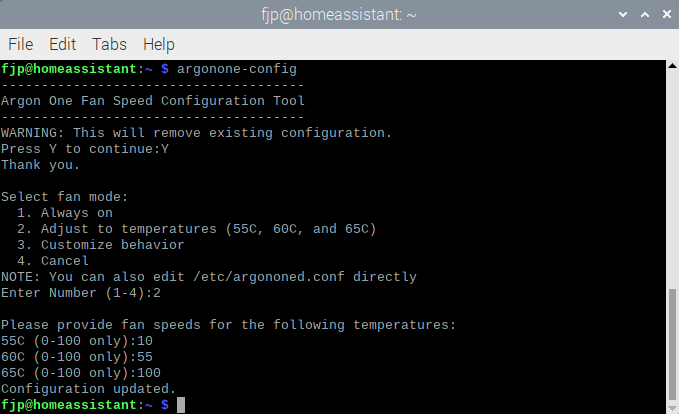 fjp@homeassistant: ~
File Edit Tabs Help
fjp@homeassistant:~ $ argonone-config
--------------------------------------
Argon One Fan Speed Configuration Tool
--------------------------------------
WARNING: This will remove existing configuration.
Press Y to continue:Y
Thank you.

Select fan mode:
  1. Always on
  2. Adjust to temperatures (55C, 60C, and 65C)
  3. Customize behavior
  4. Cancel
NOTE: You can also edit /etc/argononed.conf directly
Enter Number (1-4):2

Please provide fan speeds for the following temperatures:
55C (0-100 only):10
60C (0-100 only):55
65C (0-100 only):100
Configuration updated.
fjp@homeassistant:~ $